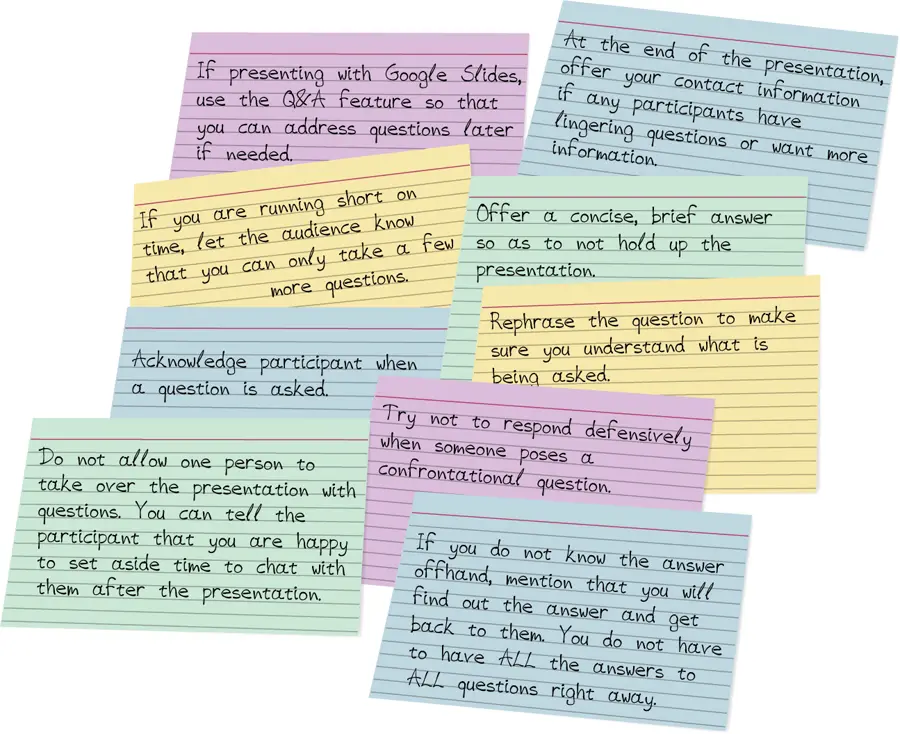 If presenting with Google Slides,
use the Q&A feature so that
you can address questions later
if needed.
At the end of the presentation,
offer your contact information
if any participants have
lingering questions or want more
information.
If you are running short on
time, let the audience know
that you can only take a few
more questions.
Offer a concise, brief answer
so as to not hold up the
presentation.
Rephrase the question to make
sure you understand what is
being asked.
Acknowledge participant when
a question is asked.
Try not to respond defensively
when someone poses a
confrontational question.
Do not allow one person to
take over the presentation with
questions. You can tell the
participant that you are happy
to set aside time to chat with
them after the presentation.
If you do not know the answer
offhand, mention that you will
find out the answer and get
back to them. You do not have
to have ALL the answers to
ALL questions right away.